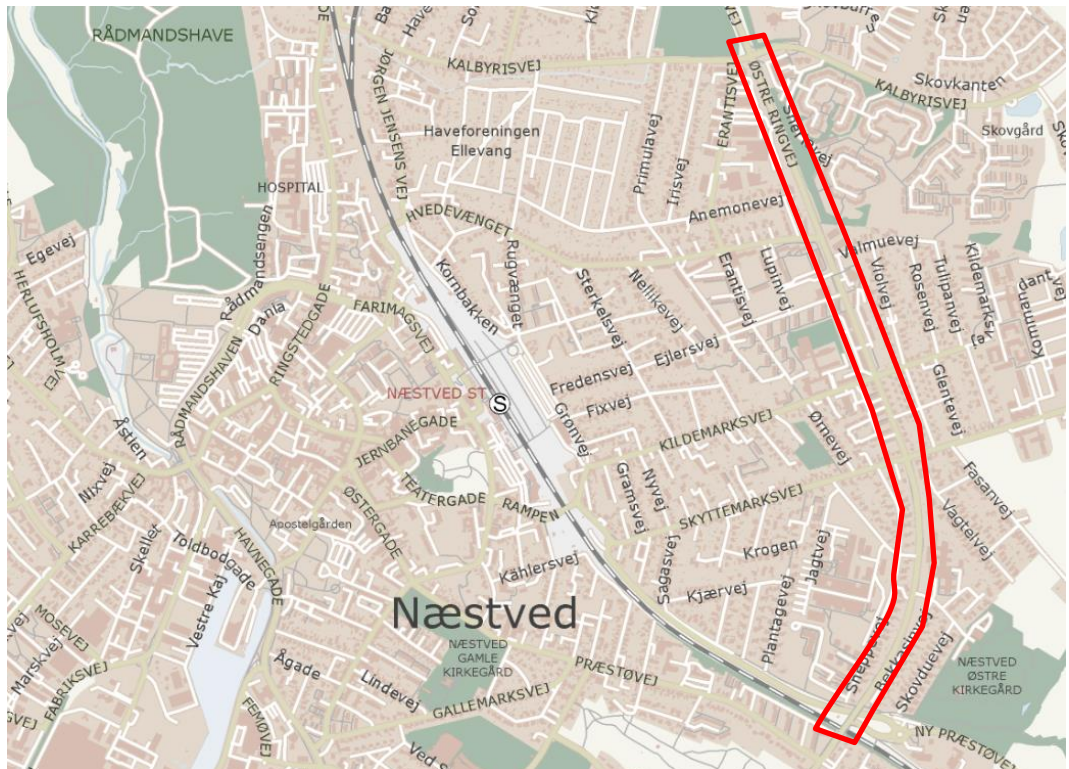 RÅDMANDSHAVE
KALBYRISVEJ
JØRGEN JENSENS VEJ
Haveforeningen
Ellevang
Primulavej
Irisvej
ERANTISVEJ
ØSTRE RINGVEJ
Skovkanten
KALBYRISVEJ
Skovgård
HOSPITAL
Anemonevej
HVEDEVÆNGET
Rugvænget
Kornbakken
Sterkelsvej
Nellikevej
Erantisvej
Lupinvej
Valmuevej
Violvej
Rosenvej
Tulipanvej
Kildemarksvej
Egevej
HERLUFSHOLM VEJ
Rådmandsengen
Dania
RINGSTEDGADE
FARIMAGSVEJ
RÅDMANDSHAVEN
Åstien
NÆSTVED ST
S
Ejlersvej
Fredensvej
Fixvej
Grønvej
KILDEMARKSVEJ
Ørnevej
Glentevej
JERNBANEGADE
TEATERGADE
RAMPEN
ØSTERGADE
Gramsvej
Nyvej
SKYTTEMARKSVEJ
Fasanvej
Vagtelvej
Nixvej
KARREBÆKVEJ
Skellet
Toldbodgade
HAVNEGADE
Apostelgården
Kählersvej
Sagasvej
Krogen
Kjærvej
Jagtvej
Plantagevej
Næstved
MOSEVEJ
Marskvej
FABRIKSVEJ
Vestre Kaj
Ågade
Lindevej
FEMØVEJ
NÆSTVED
GAMLE
KIRKEGÅRD
GALLEMARKSVEJ
PRÆSTØVEJ
Sneppevej
Bekkasinvej
Skovduevej
NÆSTVED
ØSTRE
KIRKEGÅRD
NY PRÆSTØVEJ